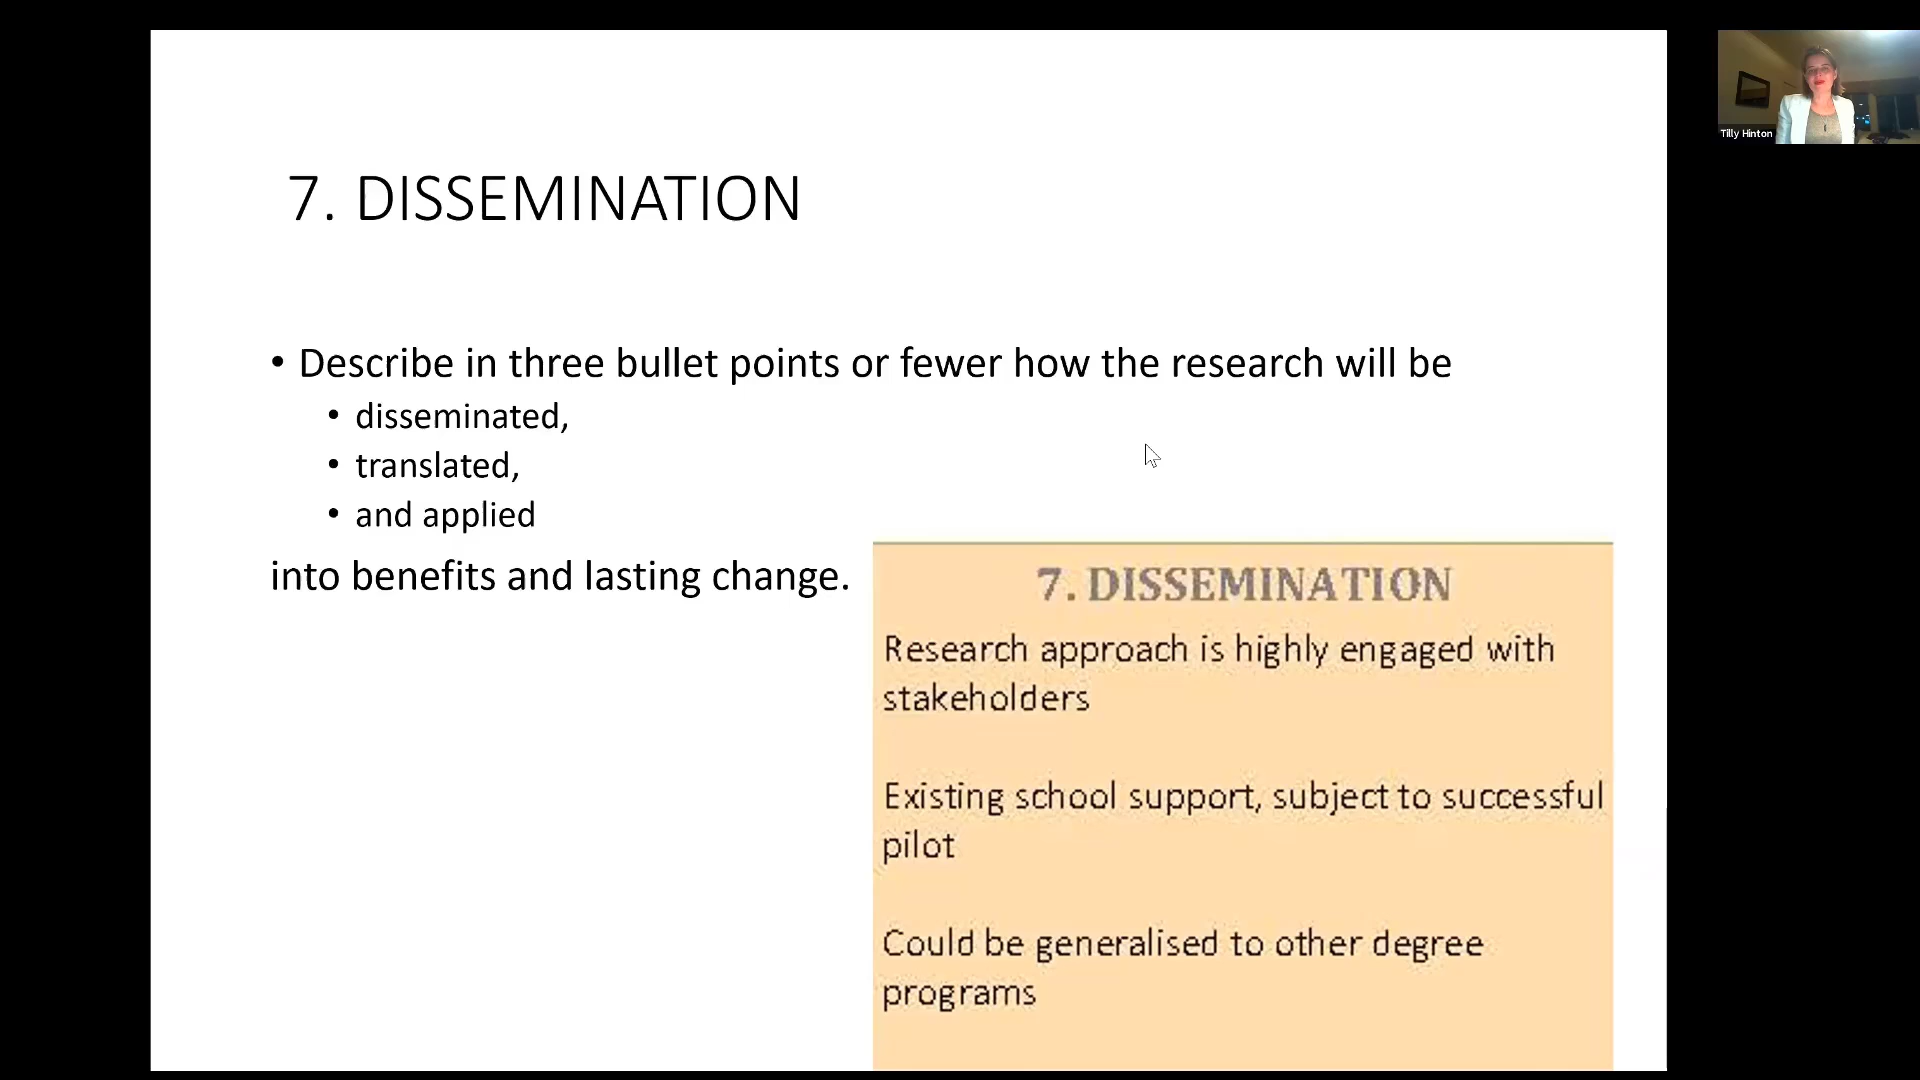 7. DISSEMINATION
• Describe in three bullet points or fewer how the research will be
• disseminated,
• translated,
• and applied
into benefits and lasting change.
7. DISSEMINATION
Research approach is highly engaged with
stakeholders
Existing school support, subject to successful
pilot
Could be generalised to other degree
programs
Tilly Hinton